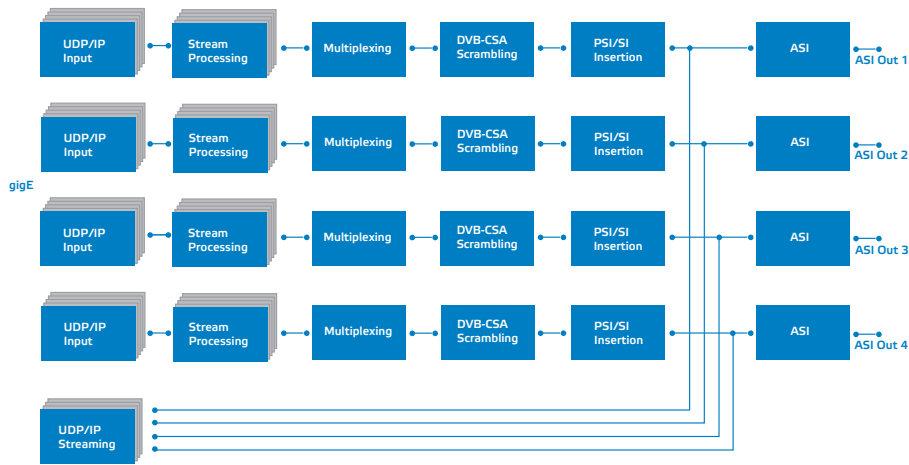 UDP/IP
Input
Stream
Processing
Multiplexing
DVB-CSA
Scrambling
PSI/SI
Insertion
ASI
ASI Out 1
UDP/IP
Input
Stream
Processing
Multiplexing
DVB-CSA
Scrambling
PSI/SI
Insertion
ASI
ASI Out 2
gigE
UDP/IP
Input
Stream
Processing
Multiplexing
DVB-CSA
Scrambling
PSI/SI
Insertion
ASI
ASI Out 3
UDP/IP
Input
Stream
Processing
Multiplexing
DVB-CSA
Scrambling
PSI/SI
Insertion
ASI
ASI Out 4
UDP/IP
Streaming